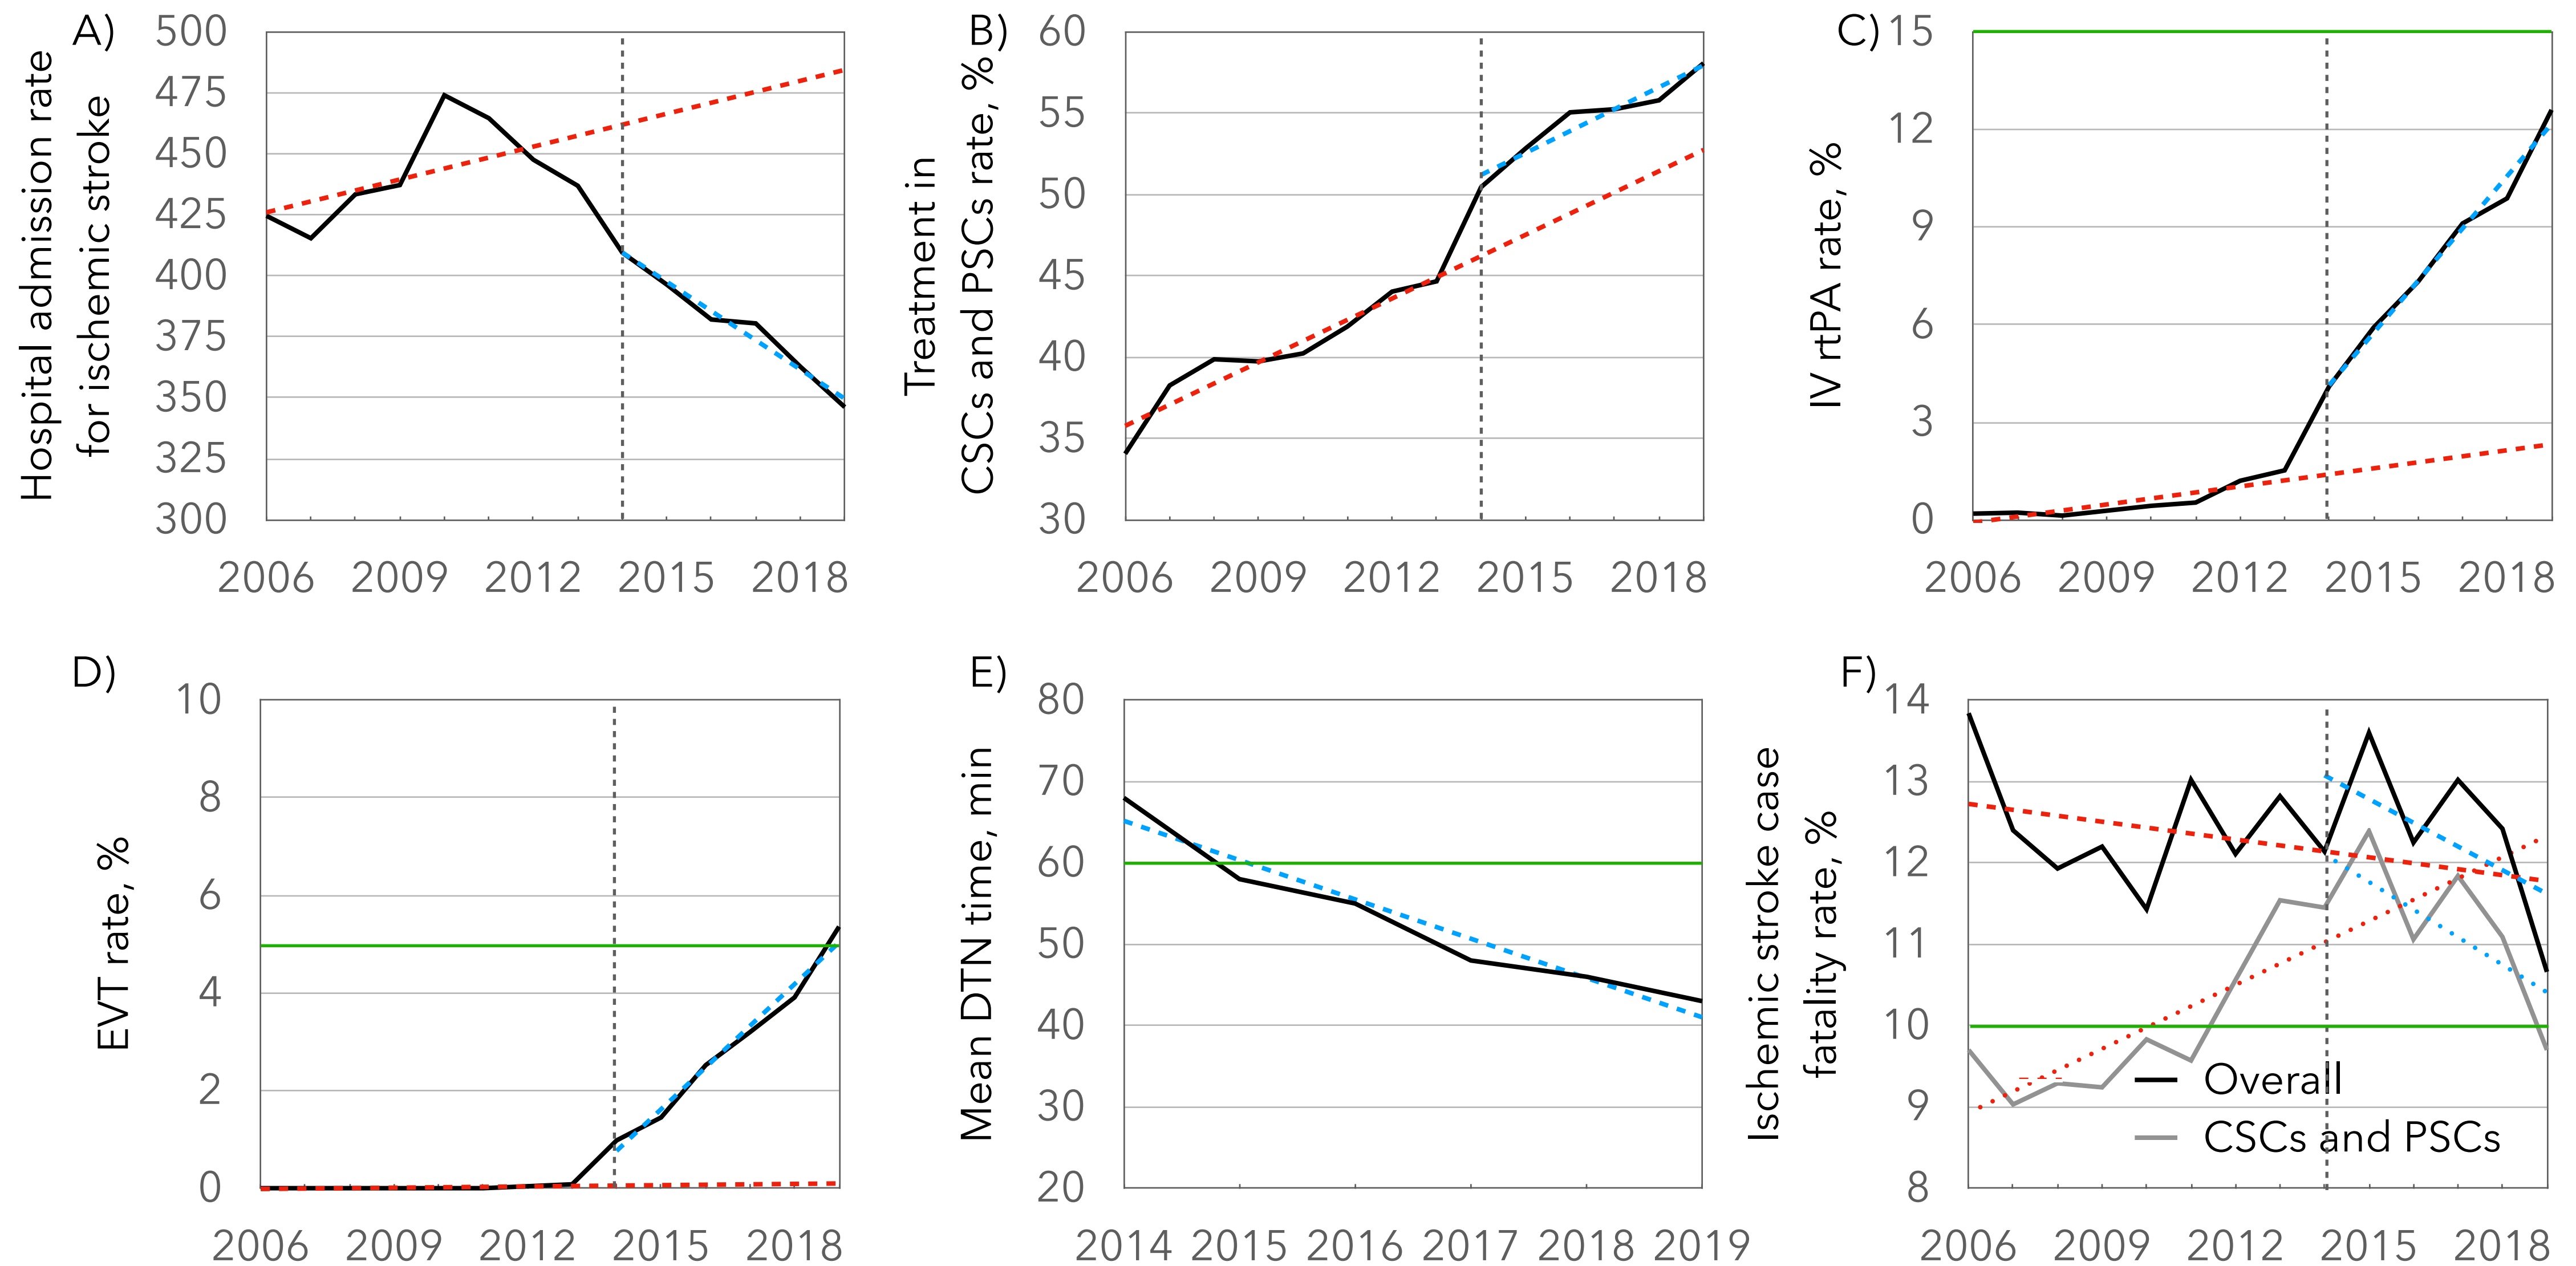 A)
Hospital admission rate
for ischemic stroke
500
475
450
425
400
375
350
325
300
2006 2009 2012 2015 2018
B)
Treatment in
CSCs and PSCs rate, %
60
55
50
45
40
35
30
2006 2009 2012 2015 2018
C)
IV rtPA rate, %
15
12
9
6
3
0
2006 2009 2012 2015 2018
D)
EVT rate, %
10
8
6
4
2
0
2006 2009 2012 2015 2018
E)
Mean DTN time, min
80
70
60
50
40
30
20
2014 2015 2016 2017 2018 2019
F)
Ischemic stroke case
fatality rate, %
14
13
12
11
10
9
8
Overall
CSCs and PSCs
2006 2009 2012 2015 2018